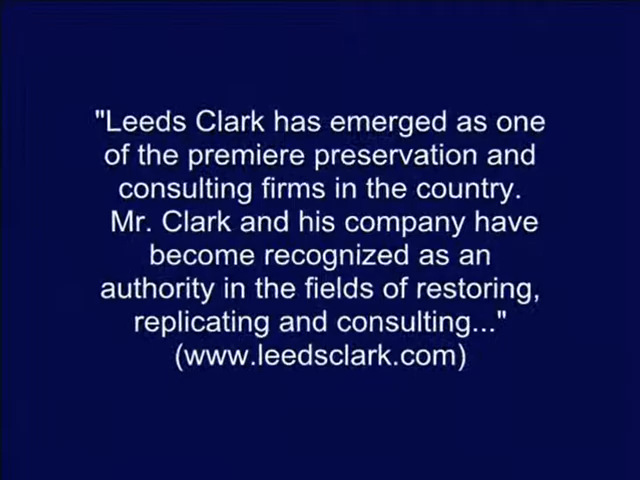 "Leeds Clark has emerged as one
of the premiere preservation and
consulting firms in the country.
Mr. Clark and his company have
become recognized as an
authority in the fields of restoring,
replicating and consulting..."
(www.leedsclark.com)